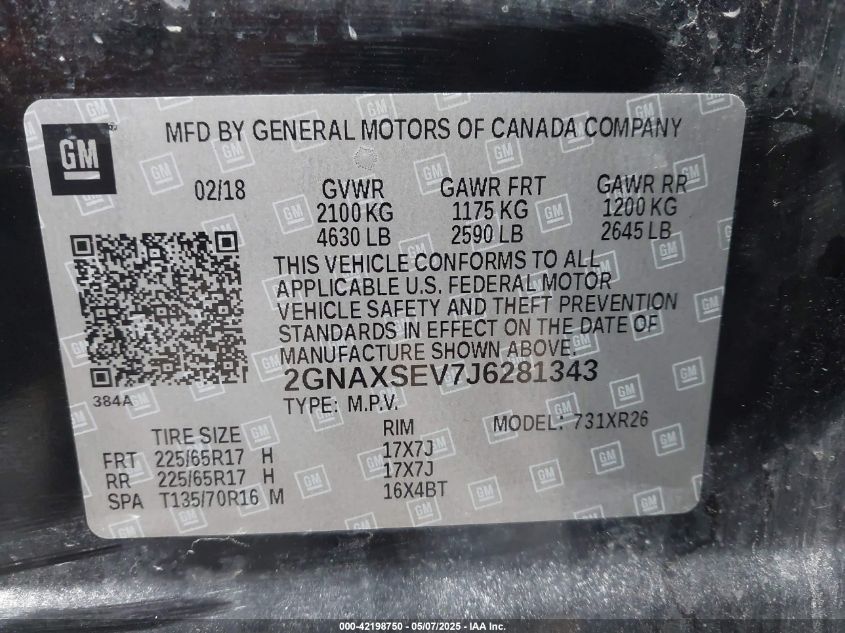 GM
MFD BY GENERAL MOTORS OF CANADA COMPANY
02/18 GVWR GAWR FRT GAWR RR
2100 KG 1175 KG 1200 KG
4630 LB 2590 LB 2645 LB
THIS VEHICLE CONFORMS TO ALL
APPLICABLE U.S. FEDERAL MOTOR
VEHICLE SAFETY AND THEFT PREVENTION
STANDARDS IN EFFECT ON THE DATE OF
MANUFACTURE SHOWN ABOVE.
2GNAXSEV7J6281343
384A
TYPE: M.P.V. MODEL: 731XR26
TIRE SIZE RIM
FRT 225/65R17 H 17X7J
RR 225/65R17 H 17X7J
SPA T135/70R16 M 16X4BT
000-42198750 — 05/07/2025 — IAA Inc.